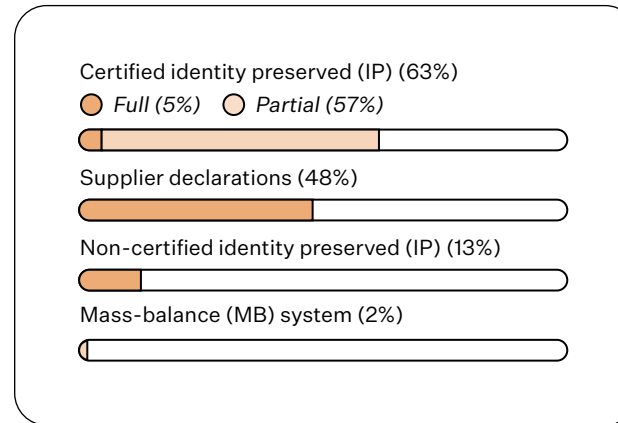 Certified identity preserved (IP) (63%)
Full (5%) Partial (57%)
Supplier declarations (48%)
Non-certified identity preserved (IP) (13%)
Mass-balance (MB) system (2%)